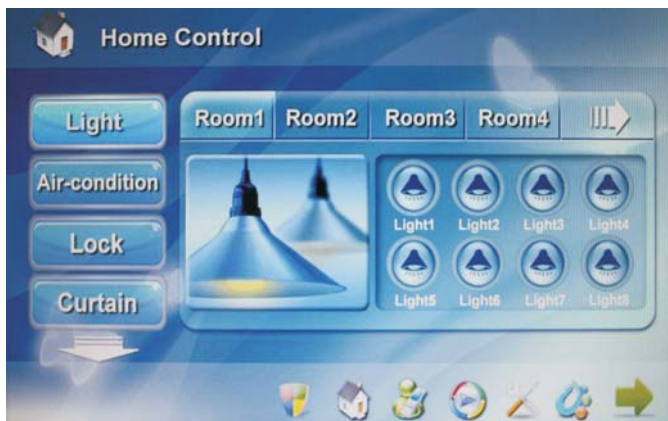 Home Control
Light
Air-condition
Lock
Curtain
Room1 Room2 Room3 Room4
Light1 Light2 Light3 Light4
Light5 Light6 Light7 Light8